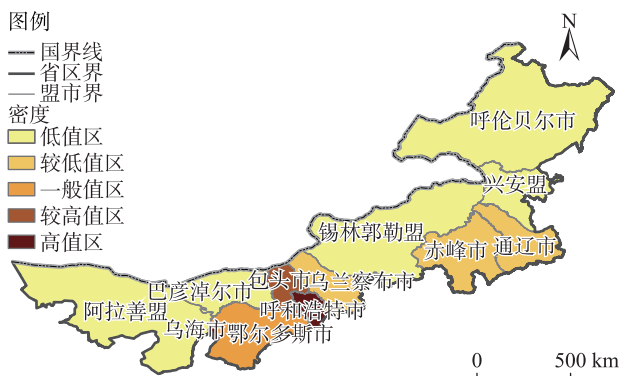 图例
国界线
省区界
盟市界
密度
低值区
较低值区
一般值区
较高值区
高值区
N
呼伦贝尔市
兴安盟
锡林郭勒盟
赤峰市
通辽市
包头市
乌兰察布市
巴彦淖尔市
阿拉善盟
呼和浩特市
乌海市
鄂尔多斯市
0
500 km